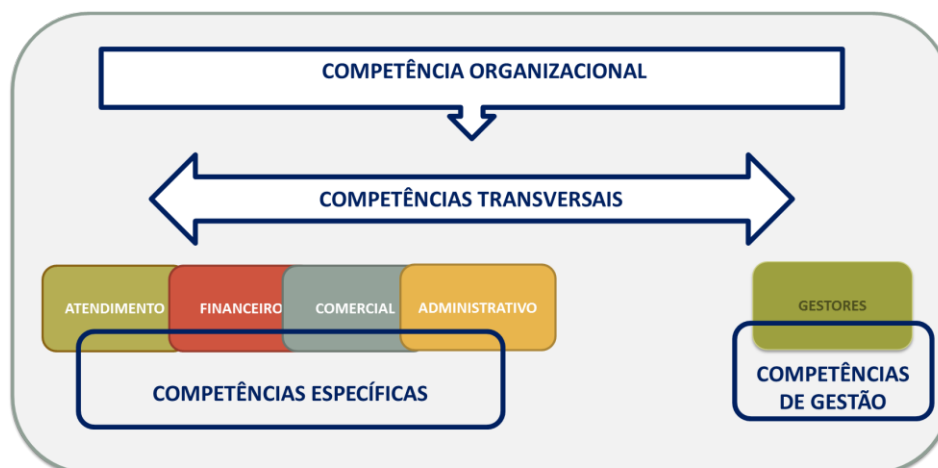 COMPETÊNCIA ORGANIZACIONAL
COMPETÊNCIAS TRANSVERSAIS
ATENDIMENTO
FINANCEIRO
COMERCIAL
ADMINISTRATIVO
GESTORES
COMPETÊNCIAS ESPECÍFICAS
COMPETÊNCIAS
DE GESTÃO